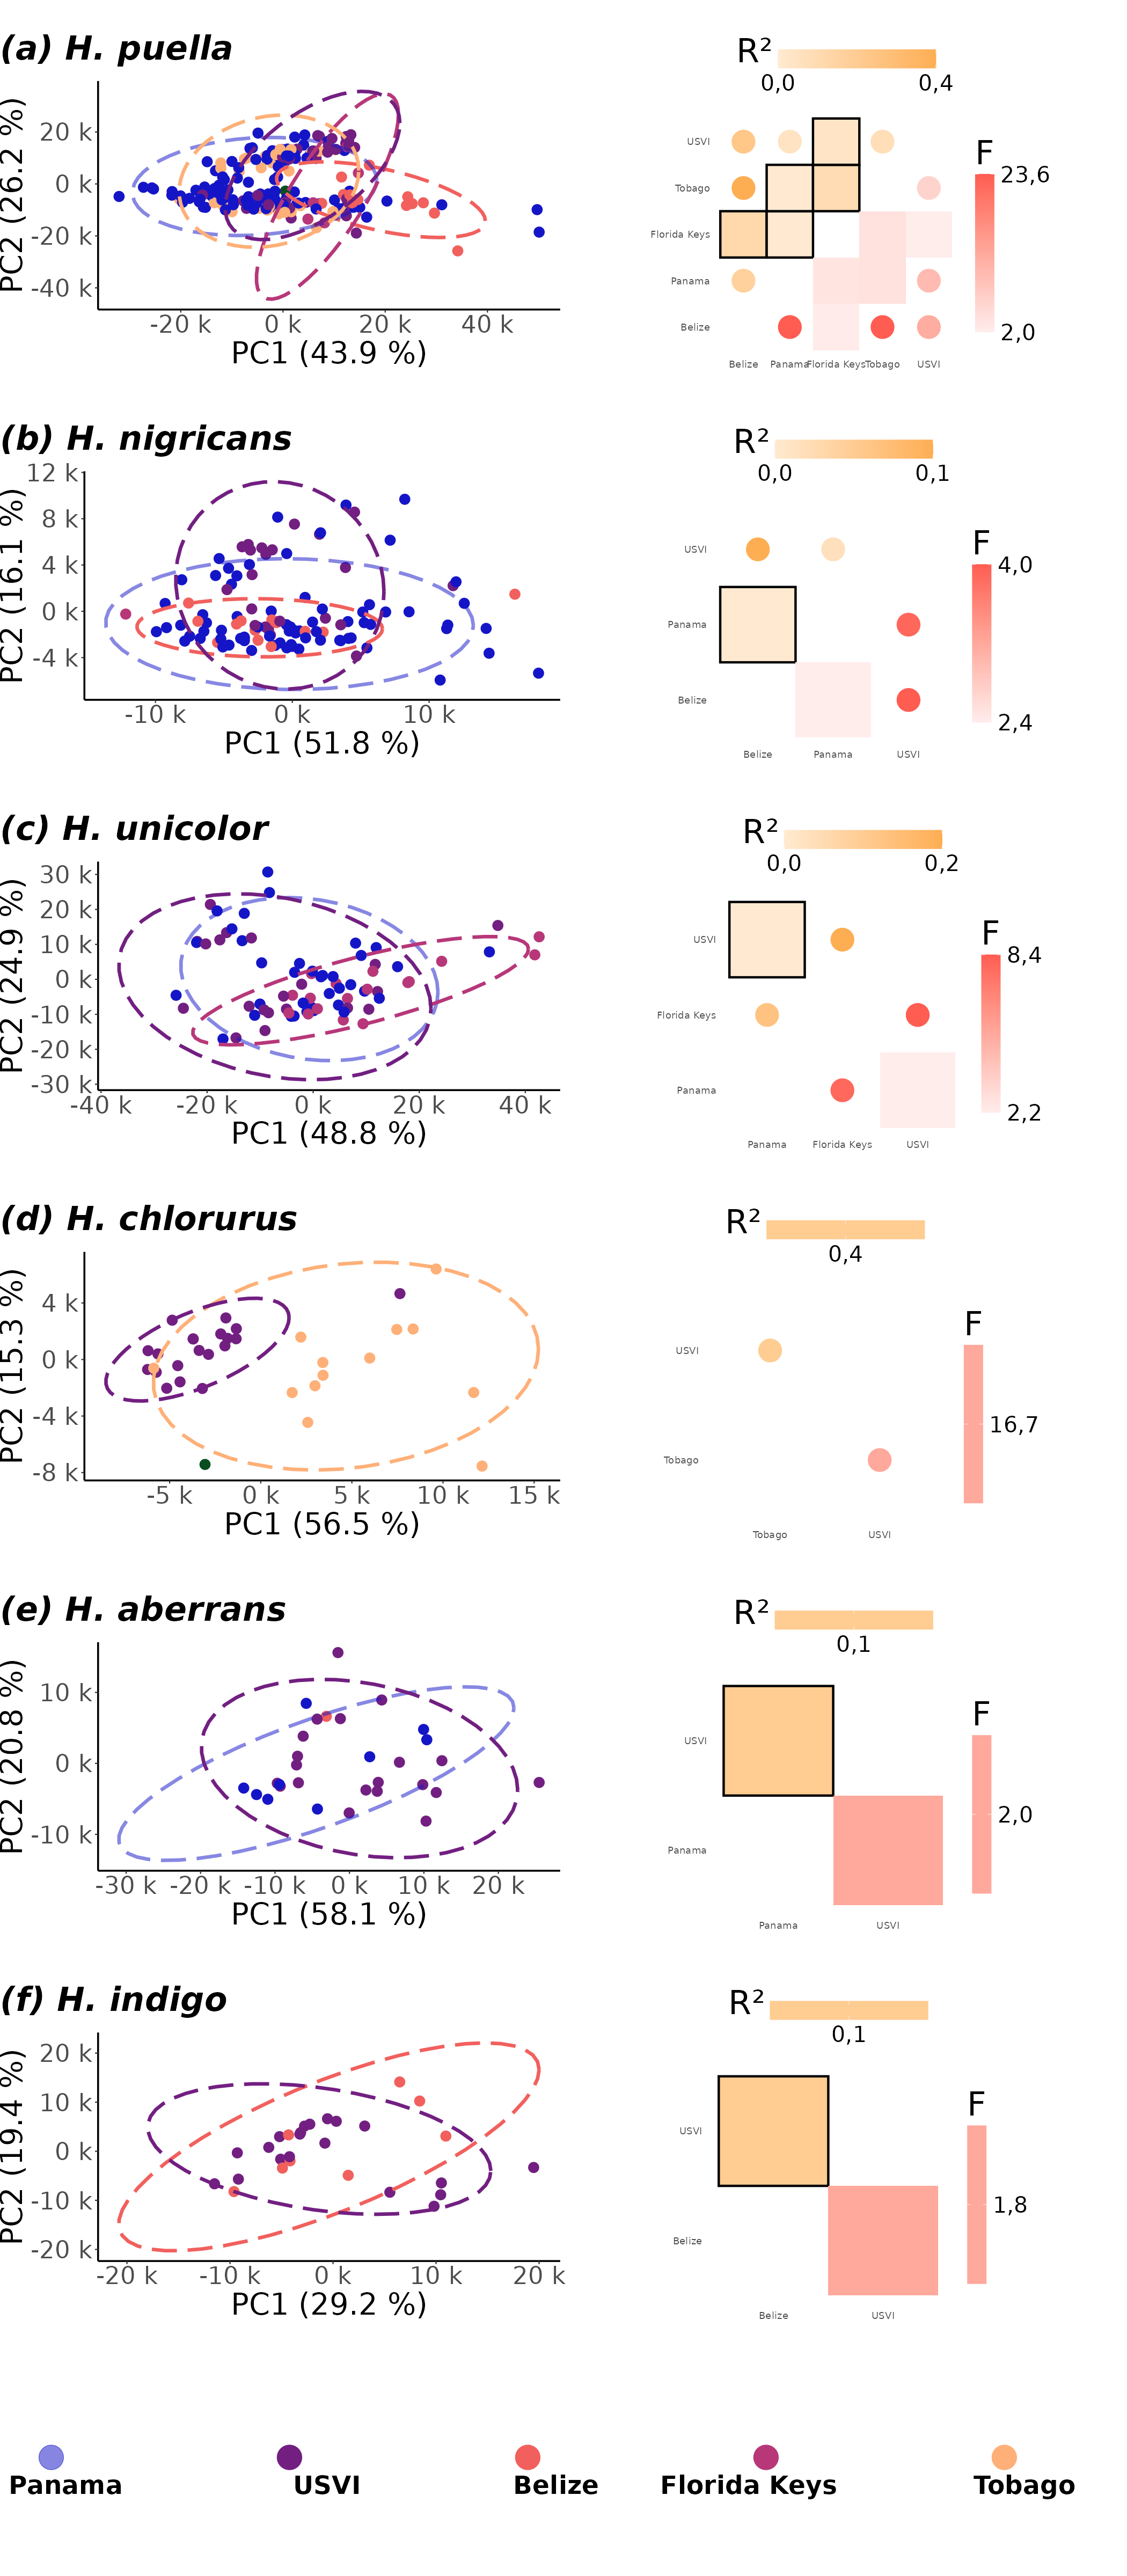 (a) H. puella
PC2 (26.2 %)
20 k
0 k
-20 k
-40 k
-20 k 0 k 20 k 40 k
PC1 (43.9 %)
R²
0,0 0,4
USVI
Tobago
Florida Keys
Panama
Belize
Belize Panama Florida Keys Tobago USVI
F
23,6
2,0
(b) H. nigricans
PC2 (16.1 %)
12 k
8 k
4 k
0 k
-4 k
-10 k 0 k 10 k
PC1 (51.8 %)
R²
0,0 0,1
USVI
Panama
Belize
Belize Panama USVI
F
4,0
2,4
(c) H. unicolor
PC2 (24.9 %)
30 k
20 k
10 k
0 k
-10 k
-20 k
-30 k
-40 k -20 k 0 k 20 k 40 k
PC1 (48.8 %)
R²
0,0 0,2
USVI
Florida Keys
Panama
Panama Florida Keys USVI
F
8,4
2,2
(d) H. chlorurus
PC2 (15.3 %)
4 k
0 k
-4 k
-8 k
-5 k 0 k 5 k 10 k 15 k
PC1 (56.5 %)
R²
0,4
USVI
Tobago
Tobago USVI
F
16,7
(e) H. aberrans
PC2 (20.8 %)
10 k
0 k
-10 k
-30 k -20 k -10 k 0 k 10 k 20 k
PC1 (58.1 %)
R²
0,1
USVI
Panama
Panama USVI
F
2,0
(f) H. indigo
PC2 (19.4 %)
20 k
10 k
0 k
-10 k
-20 k
-20 k -10 k 0 k 10 k 20 k
PC1 (29.2 %)
R²
0,1
USVI
Belize
Belize USVI
F
1,8
Panama USVI Belize Florida Keys Tobago